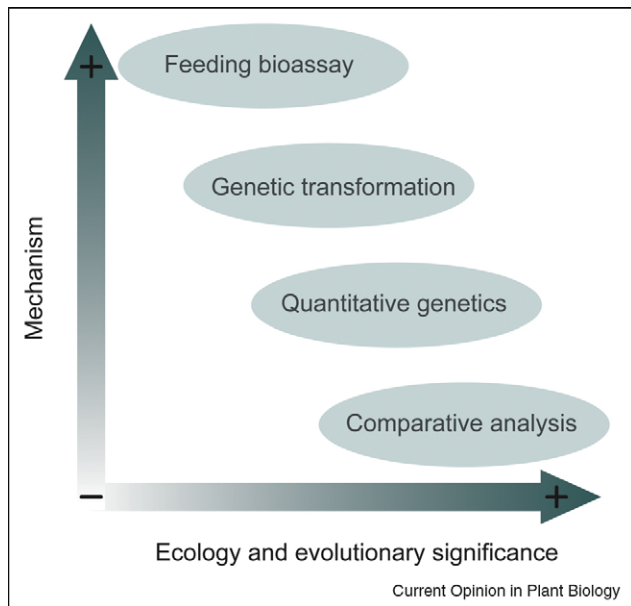 +
Feeding bioassay
Genetic transformation
Quantitative genetics
Comparative analysis
Mechanism
−
+
Ecology and evolutionary significance
Current Opinion in Plant Biology